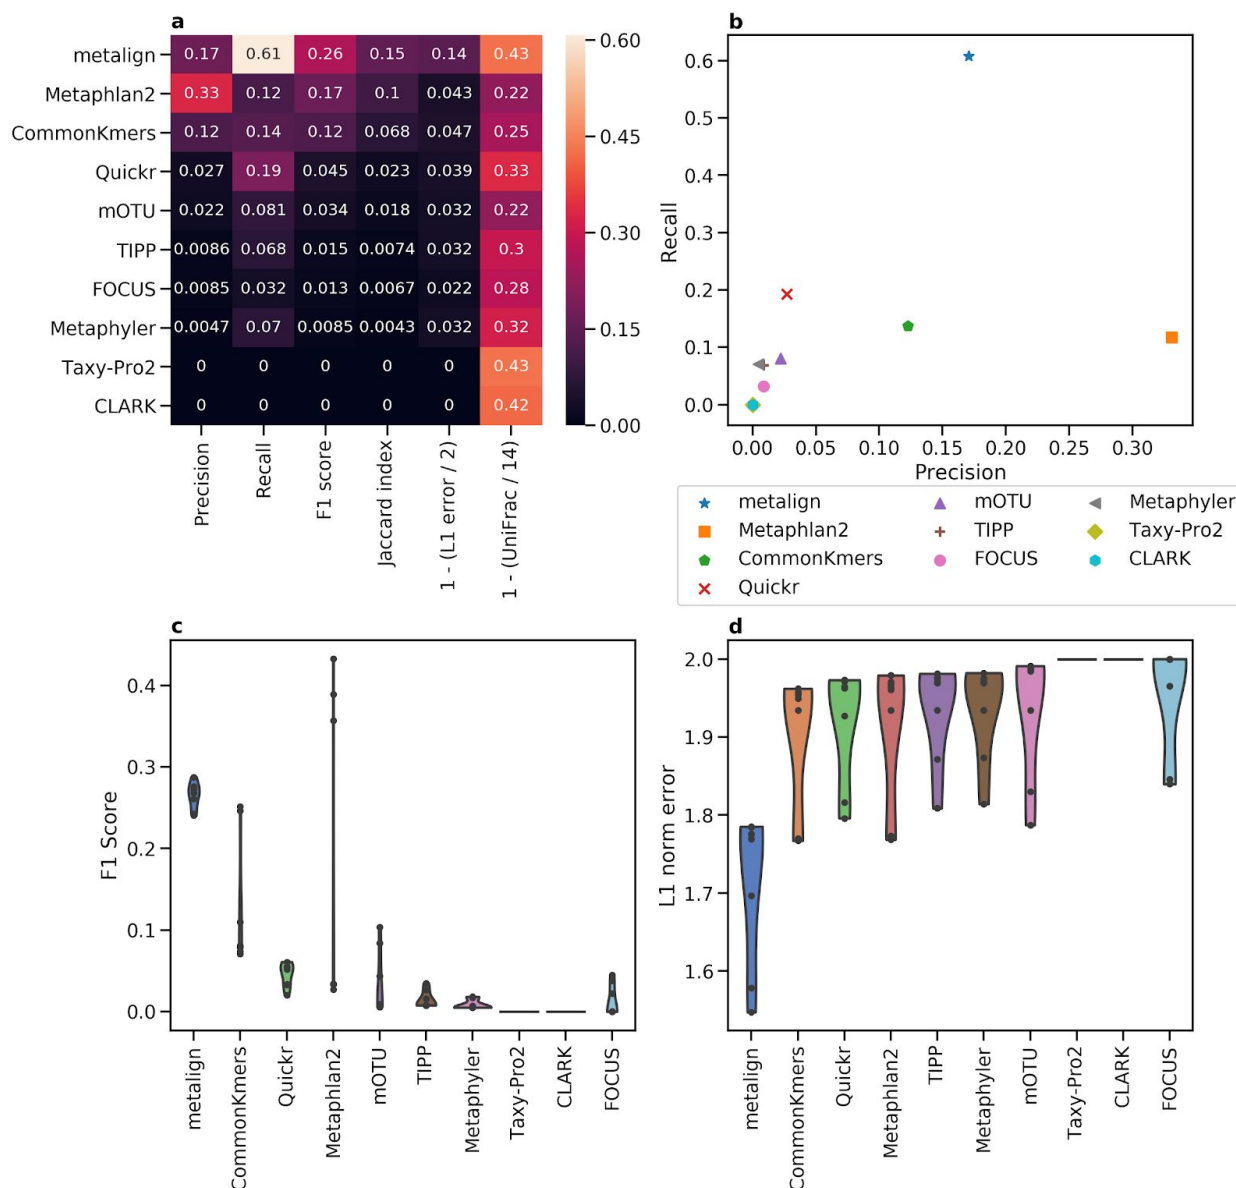 a
metalign 0.17 0.61 0.26 0.15 0.14 0.43
Metaphlan2 0.33 0.12 0.17 0.1 0.043 0.22
CommonKmers 0.12 0.14 0.12 0.068 0.047 0.25
Quickr 0.027 0.19 0.045 0.023 0.039 0.33
mOTU 0.022 0.081 0.034 0.018 0.032 0.22
TIPP 0.0086 0.068 0.015 0.0074 0.032 0.3
FOCUS 0.0085 0.032 0.013 0.0067 0.022 0.28
Metaphyler 0.0047 0.07 0.0085 0.0043 0.032 0.32
Taxy-Pro2 0 0 0 0 0 0.43
CLARK 0 0 0 0 0 0.42
Precision
Recall
F1 score
Jaccard index
1 - (L1 error / 2)
1 - (UniFrac / 14)
0.60
0.45
0.30
0.15
0.00
b
Recall
0.6
0.5
0.4
0.3
0.2
0.1
0.0
0.00 0.05 0.10 0.15 0.20 0.25 0.30
Precision
metalign mOTU Metaphyler
Metaphlan2 TIPP Taxy-Pro2
CommonKmers FOCUS CLARK
Quickr
c
F1 Score
0.4
0.3
0.2
0.1
0.0
metalign
CommonKmers
Quickr
Metaphlan2
mOTU
TIPP
Metaphyler
Taxy-Pro2
CLARK
FOCUS
d
L1 norm error
2.0
1.9
1.8
1.7
1.6
metalign
CommonKmers
Quickr
Metaphlan2
TIPP
Metaphyler
mOTU
Taxy-Pro2
CLARK
FOCUS